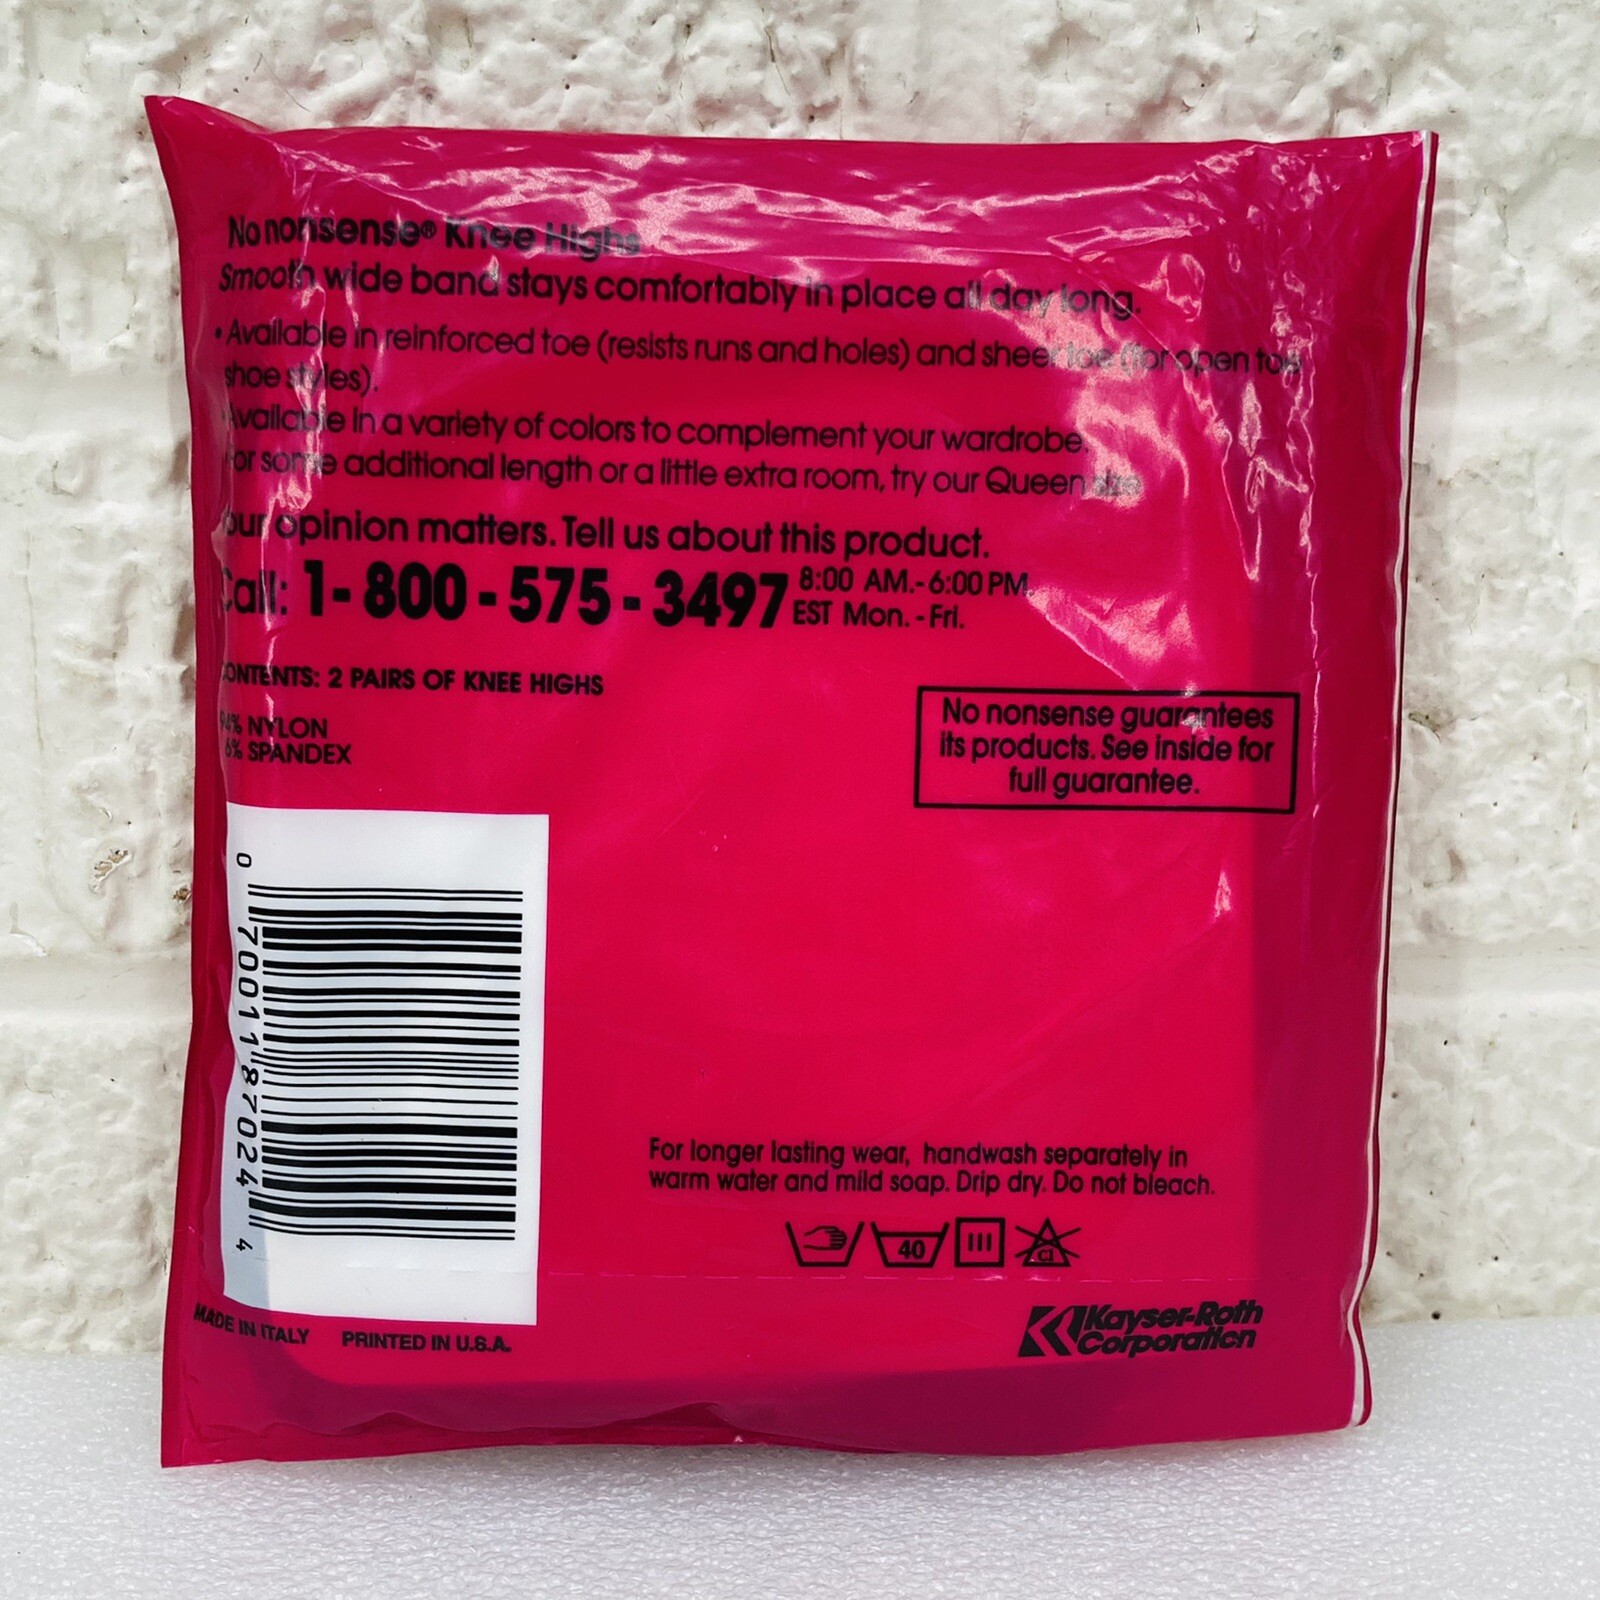 No nonsense® Knee Highs
Smooth wide band stays comfortably in place all day long.
• Available in reinforced toe (resists runs and holes) and sheer toe (for open toe
shoe styles).
Available in a variety of colors to complement your wardrobe.
For some additional length or a little extra room, try our Queen size
Your opinion matters. Tell us about this product.
Call: 1-800-575-3497 8:00 AM.-6:00 PM.
EST Mon.-Fri.
CONTENTS: 2 PAIRS OF KNEE HIGHS
94% NYLON
6% SPANDEX
No nonsense guarantees
its products. See inside for
full guarantee.
0 70011 87024 4
For longer lasting wear, handwash separately in
warm water and mild soap. Drip dry. Do not bleach.
40
Cl
MADE IN ITALY PRINTED IN U.S.A.
Kayser-Roth
Corporation